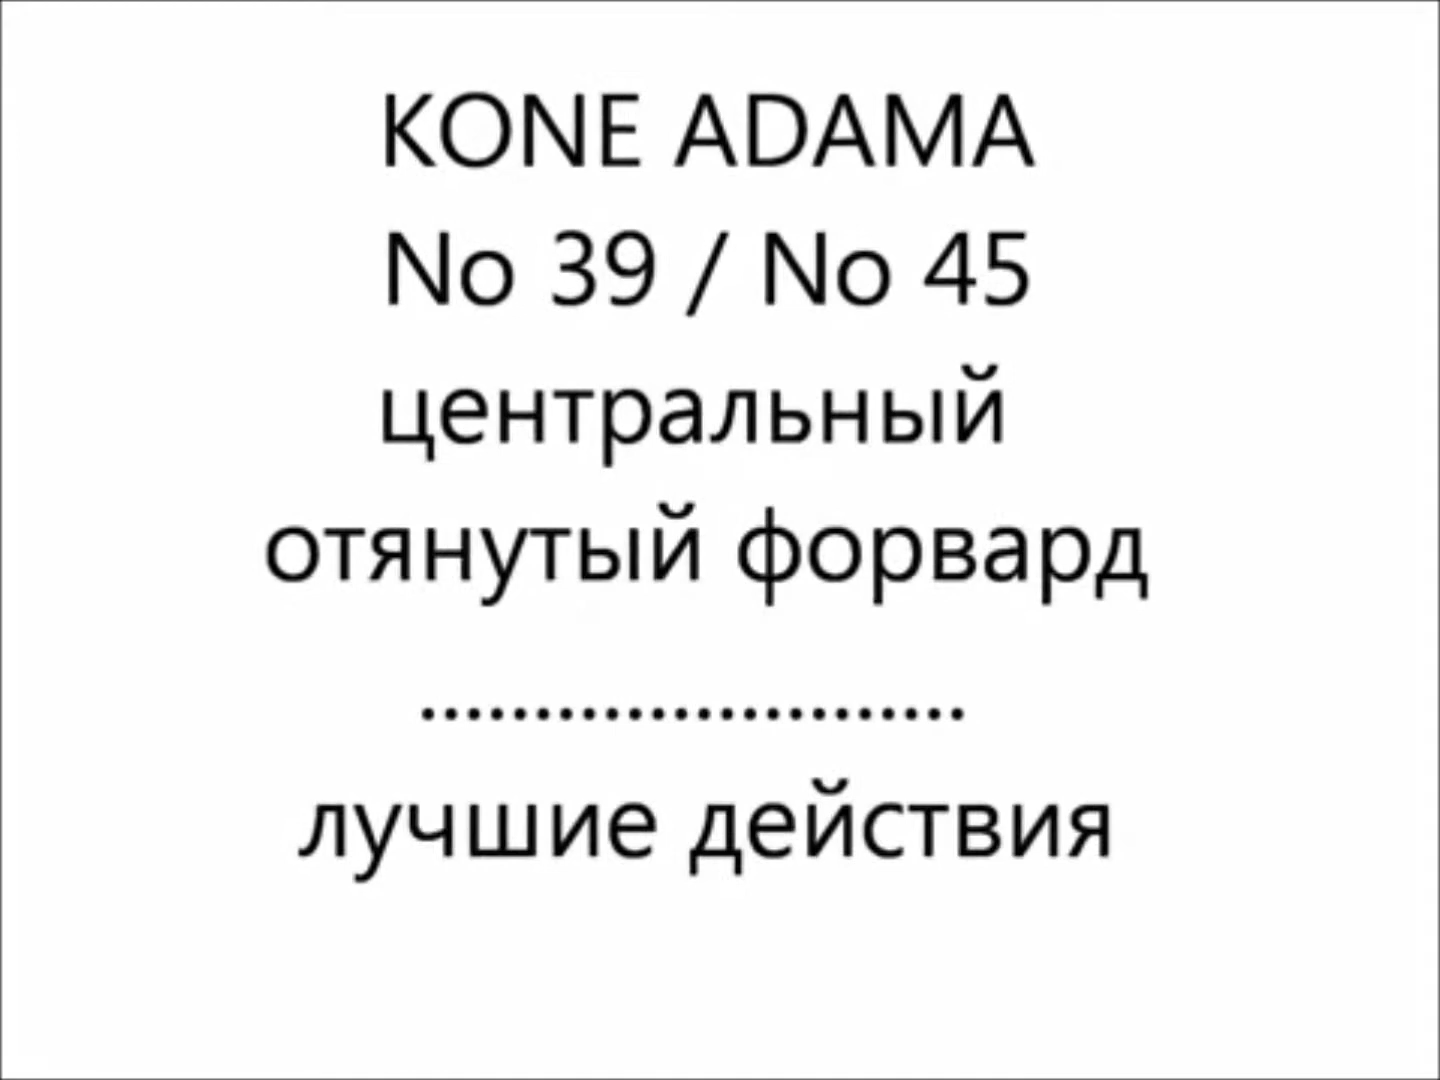 KONE ADAMA
No 39 / No 45
центральный
отянутый форвард
........................
лучшие действия